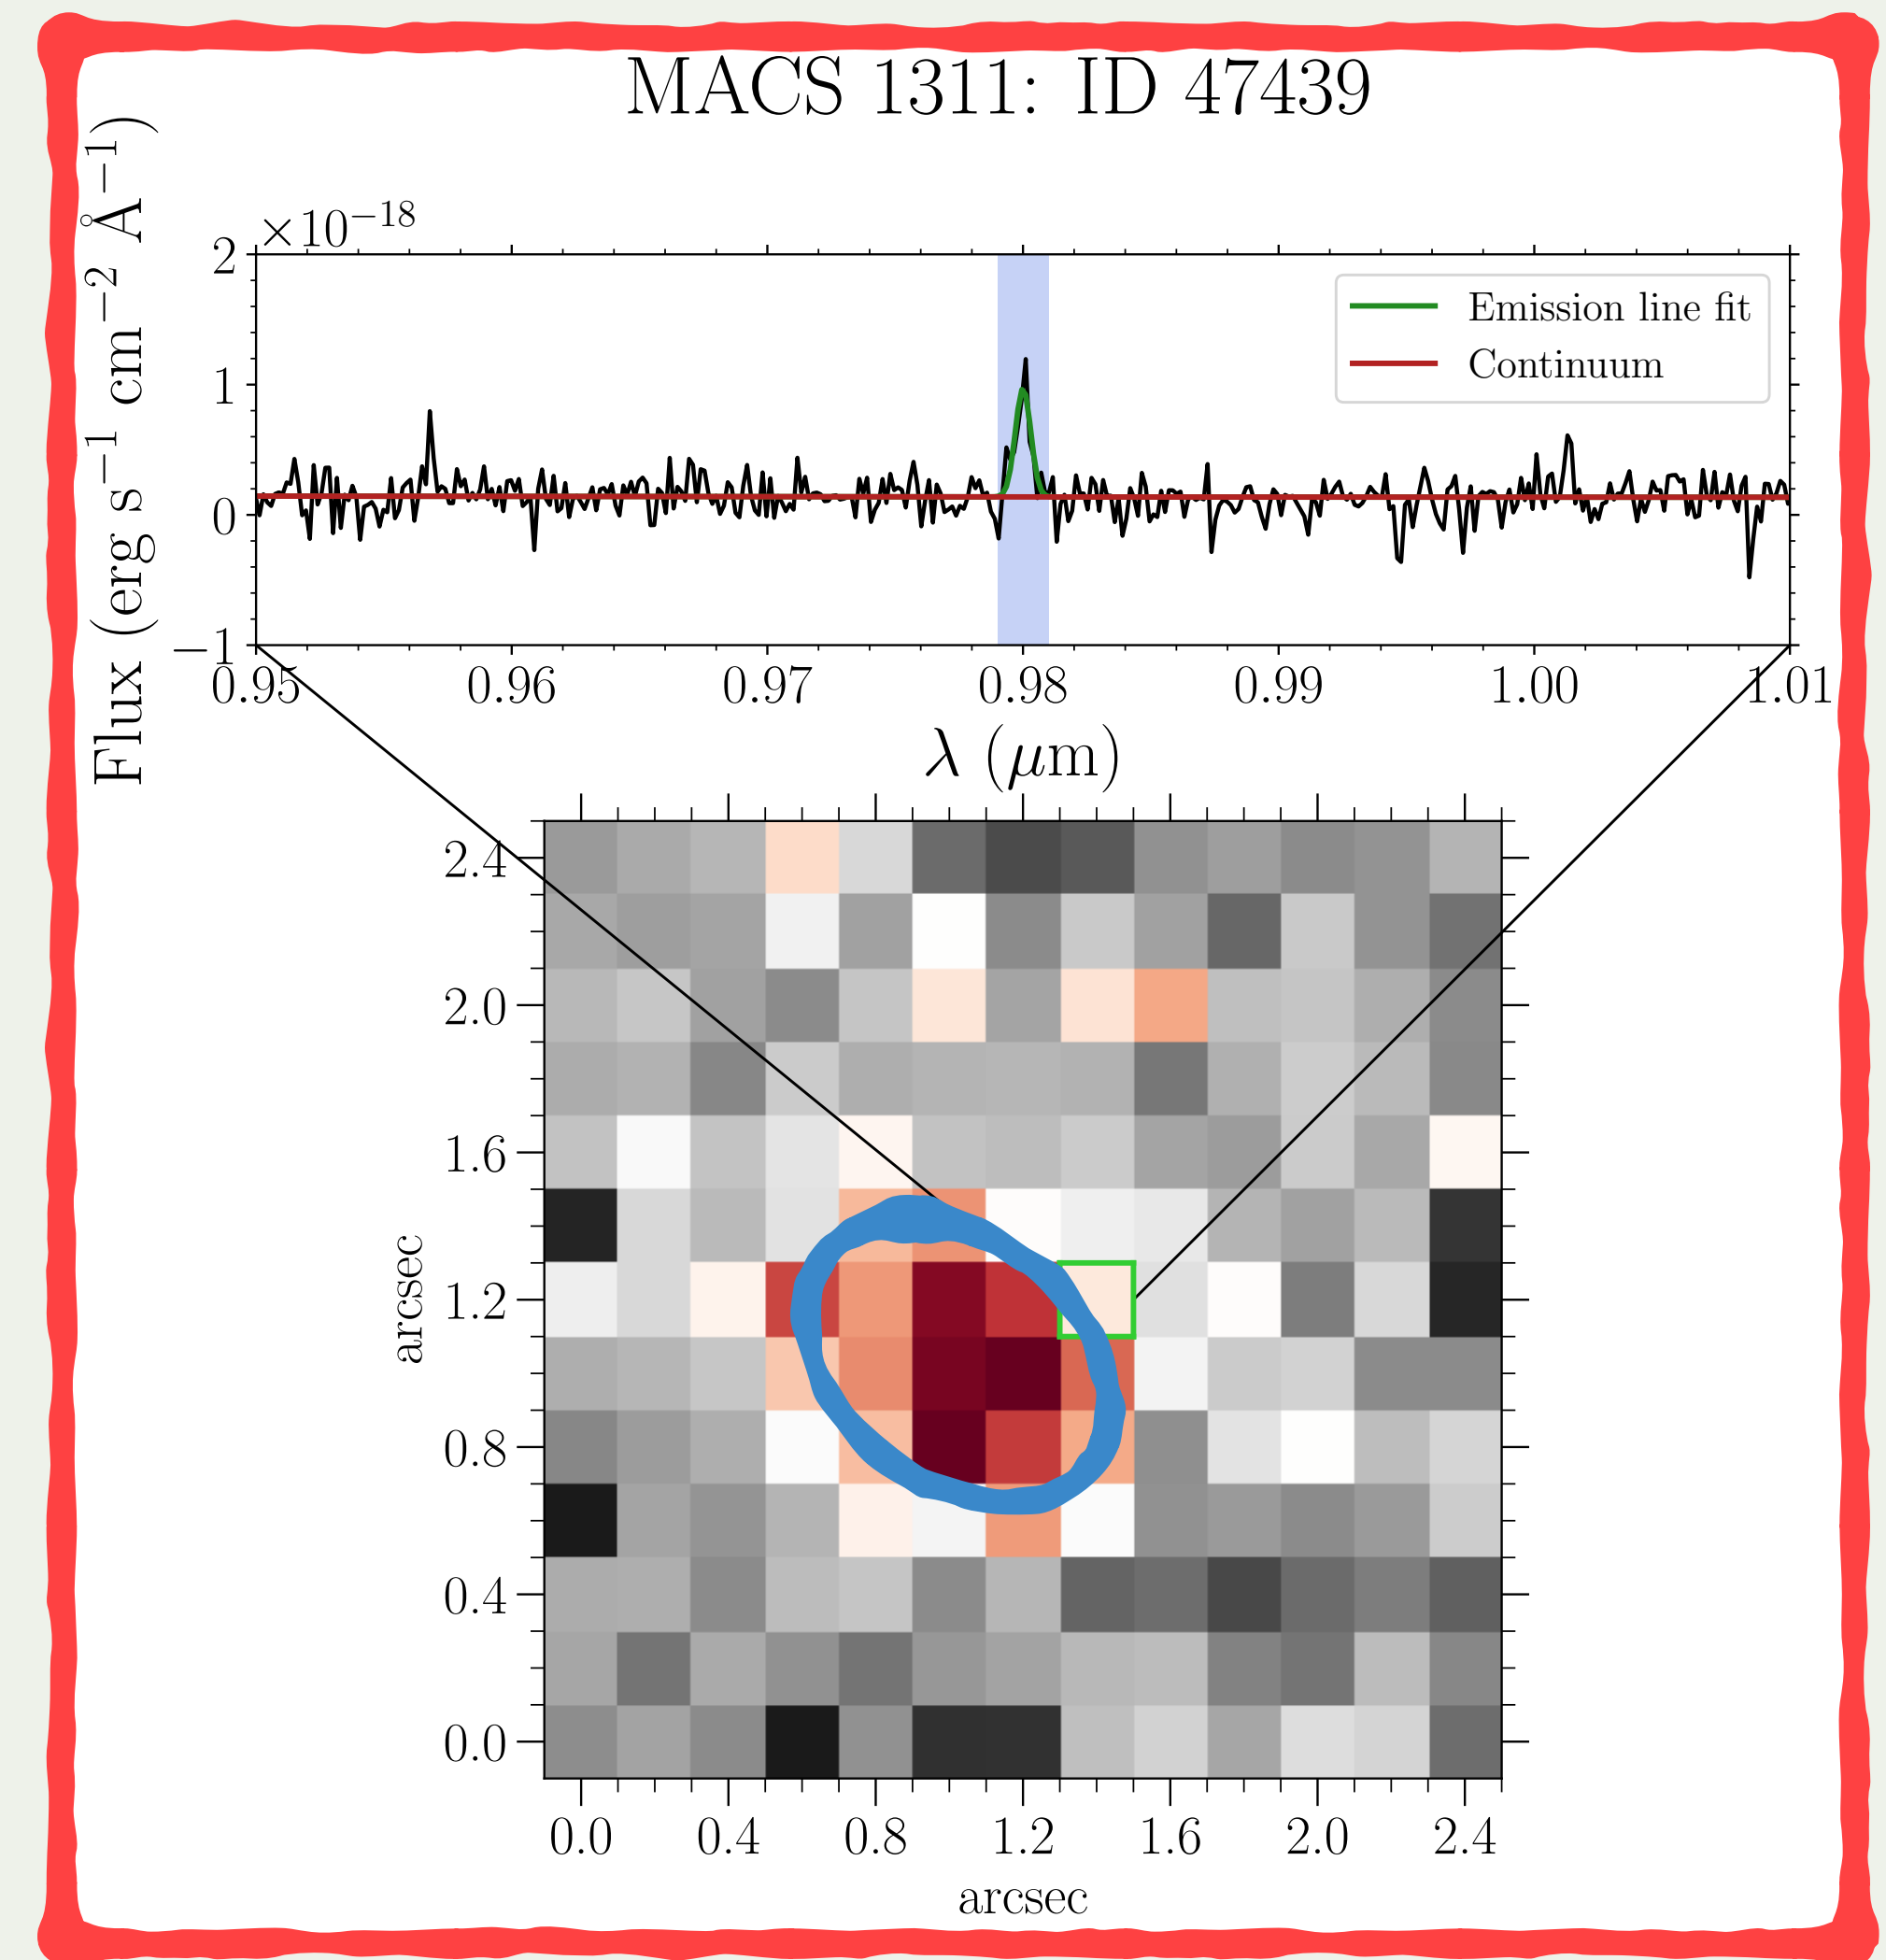 MACS 1311: ID 47439
Flux (erg s⁻¹ cm⁻² Å⁻¹)
×10⁻¹⁸
2
1
0
−1
Emission line fit
Continuum
0.95 0.96 0.97 0.98 0.99 1.00 1.01
λ (μm)
arcsec
2.4
2.0
1.6
1.2
0.8
0.4
0.0
0.0 0.4 0.8 1.2 1.6 2.0 2.4
arcsec